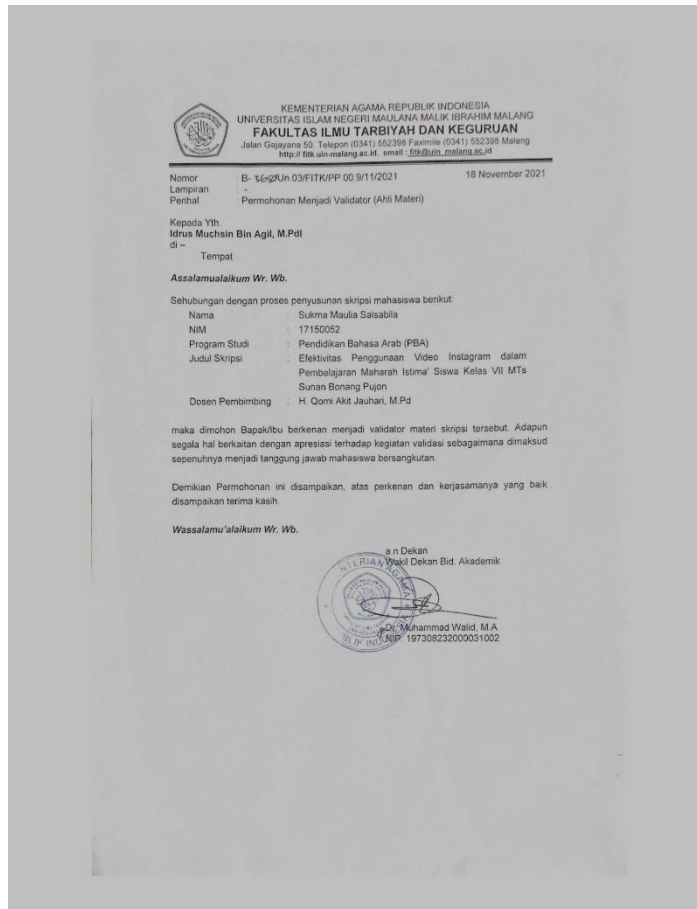 KEMENTERIAN AGAMA REPUBLIK INDONESIA
UNIVERSITAS ISLAM NEGERI MAULANA MALIK IBRAHIM MALANG
FAKULTAS ILMU TARBIYAH DAN KEGURUAN
Jalan Gajayana 50, Telepon (0341) 552398 Faximile (0341) 552398 Malang
http:// fitk.uin-malang.ac.id. email : fitk@uin_malang.ac.id
Nomor : B- /Un.03/FITK/PP.00.9/11/2021 18 November 2021
Lampiran : -
Perihal : Permohonan Menjadi Validator (Ahli Materi)
Kepada Yth.
Idrus Muchsin Bin Agil, M.PdI
di –
Tempat
Assalamualaikum Wr. Wb.
Sehubungan dengan proses penyusunan skripsi mahasiswa berikut:
Nama : Sukma Maulia Salsabila
NIM : 17150052
Program Studi : Pendidikan Bahasa Arab (PBA)
Judul Skripsi : Efektivitas Penggunaan Video Instagram dalam
Pembelajaran Maharah Istima' Siswa Kelas VII MTs
Sunan Bonang Pujon
Dosen Pembimbing : H. Qomi Akit Jauhari, M.Pd
maka dimohon Bapak/Ibu berkenan menjadi validator materi skripsi tersebut. Adapun
segala hal berkaitan dengan apresiasi terhadap kegiatan validasi sebagaimana dimaksud
sepenuhnya menjadi tanggung jawab mahasiswa bersangkutan.
Demikian Permohonan ini disampaikan, atas perkenan dan kerjasamanya yang baik
disampaikan terima kasih.
Wassalamu'alaikum Wr. Wb.
a.n Dekan
Wakil Dekan Bid. Akademik
Dr. Muhammad Walid, M.A
NIP. 197308232000031002